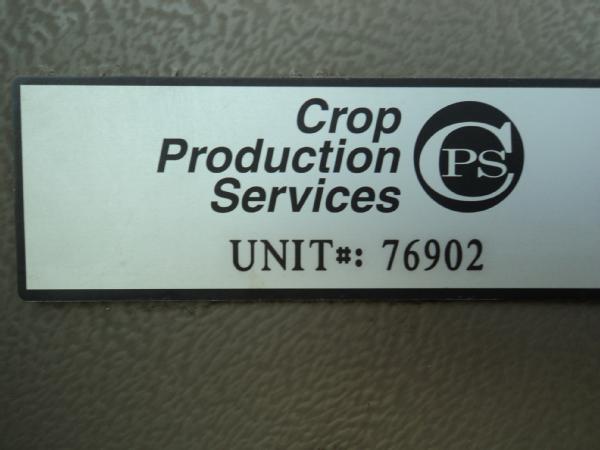 Crop
Production
Services
CPS
UNIT#: 76902